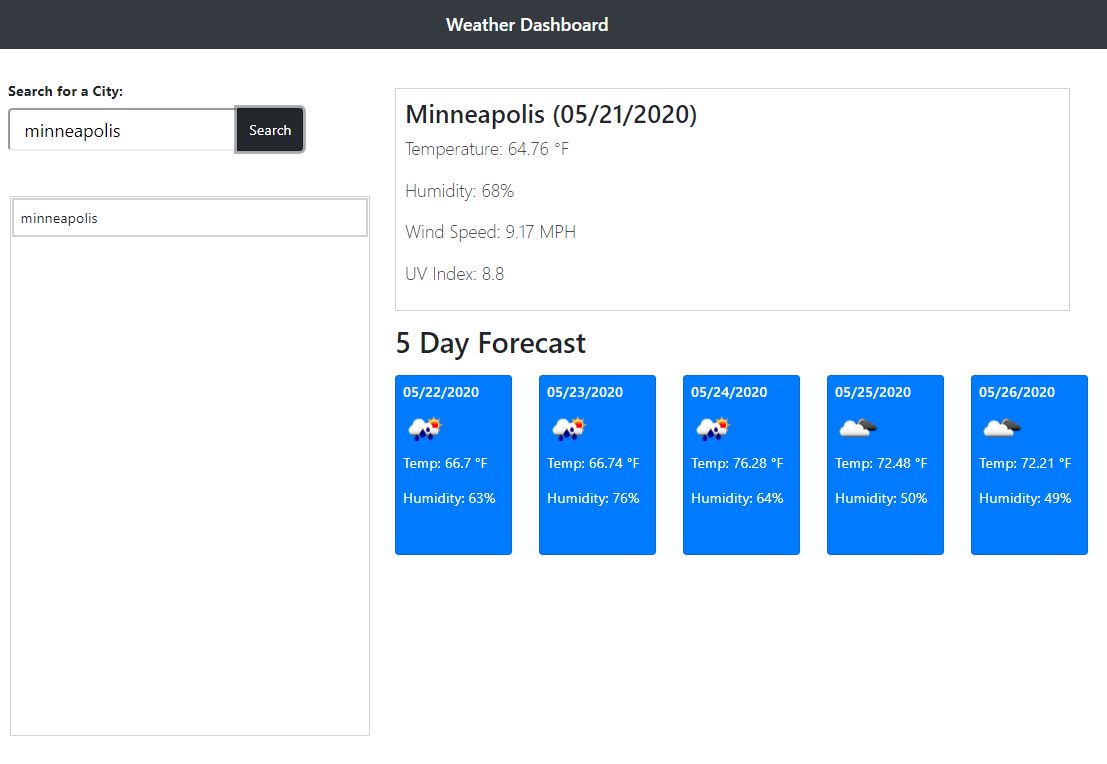 Weather Dashboard
Search for a City:
minneapolis
Search
minneapolis
Minneapolis (05/21/2020)
Temperature: 64.76 °F
Humidity: 68%
Wind Speed: 9.17 MPH
UV Index: 8.8
5 Day Forecast
05/22/2020
Temp: 66.7 °F
Humidity: 63%
05/23/2020
Temp: 66.74 °F
Humidity: 76%
05/24/2020
Temp: 76.28 °F
Humidity: 64%
05/25/2020
Temp: 72.48 °F
Humidity: 50%
05/26/2020
Temp: 72.21 °F
Humidity: 49%